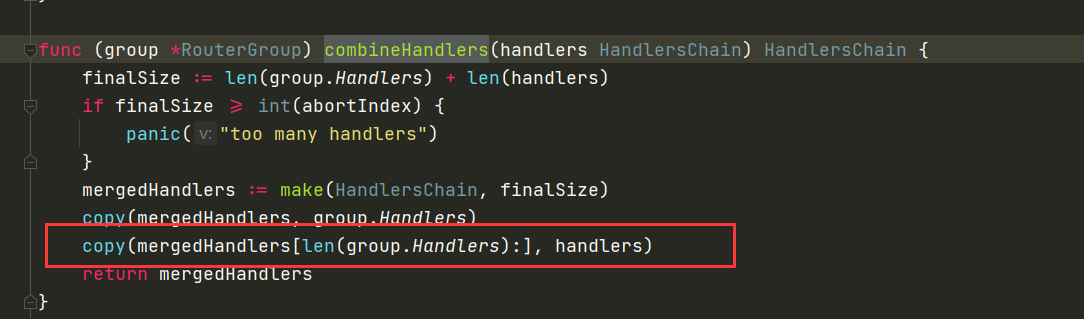 func (group *RouterGroup) combineHandlers(handlers HandlersChain) HandlersChain {
    finalSize := len(group.Handlers) + len(handlers)
    if finalSize >= int(abortIndex) {
        panic( v: "too many handlers")
    }
    mergedHandlers := make(HandlersChain, finalSize)
    copy(mergedHandlers, group.Handlers)
    copy(mergedHandlers[len(group.Handlers):], handlers)
    return mergedHandlers
}